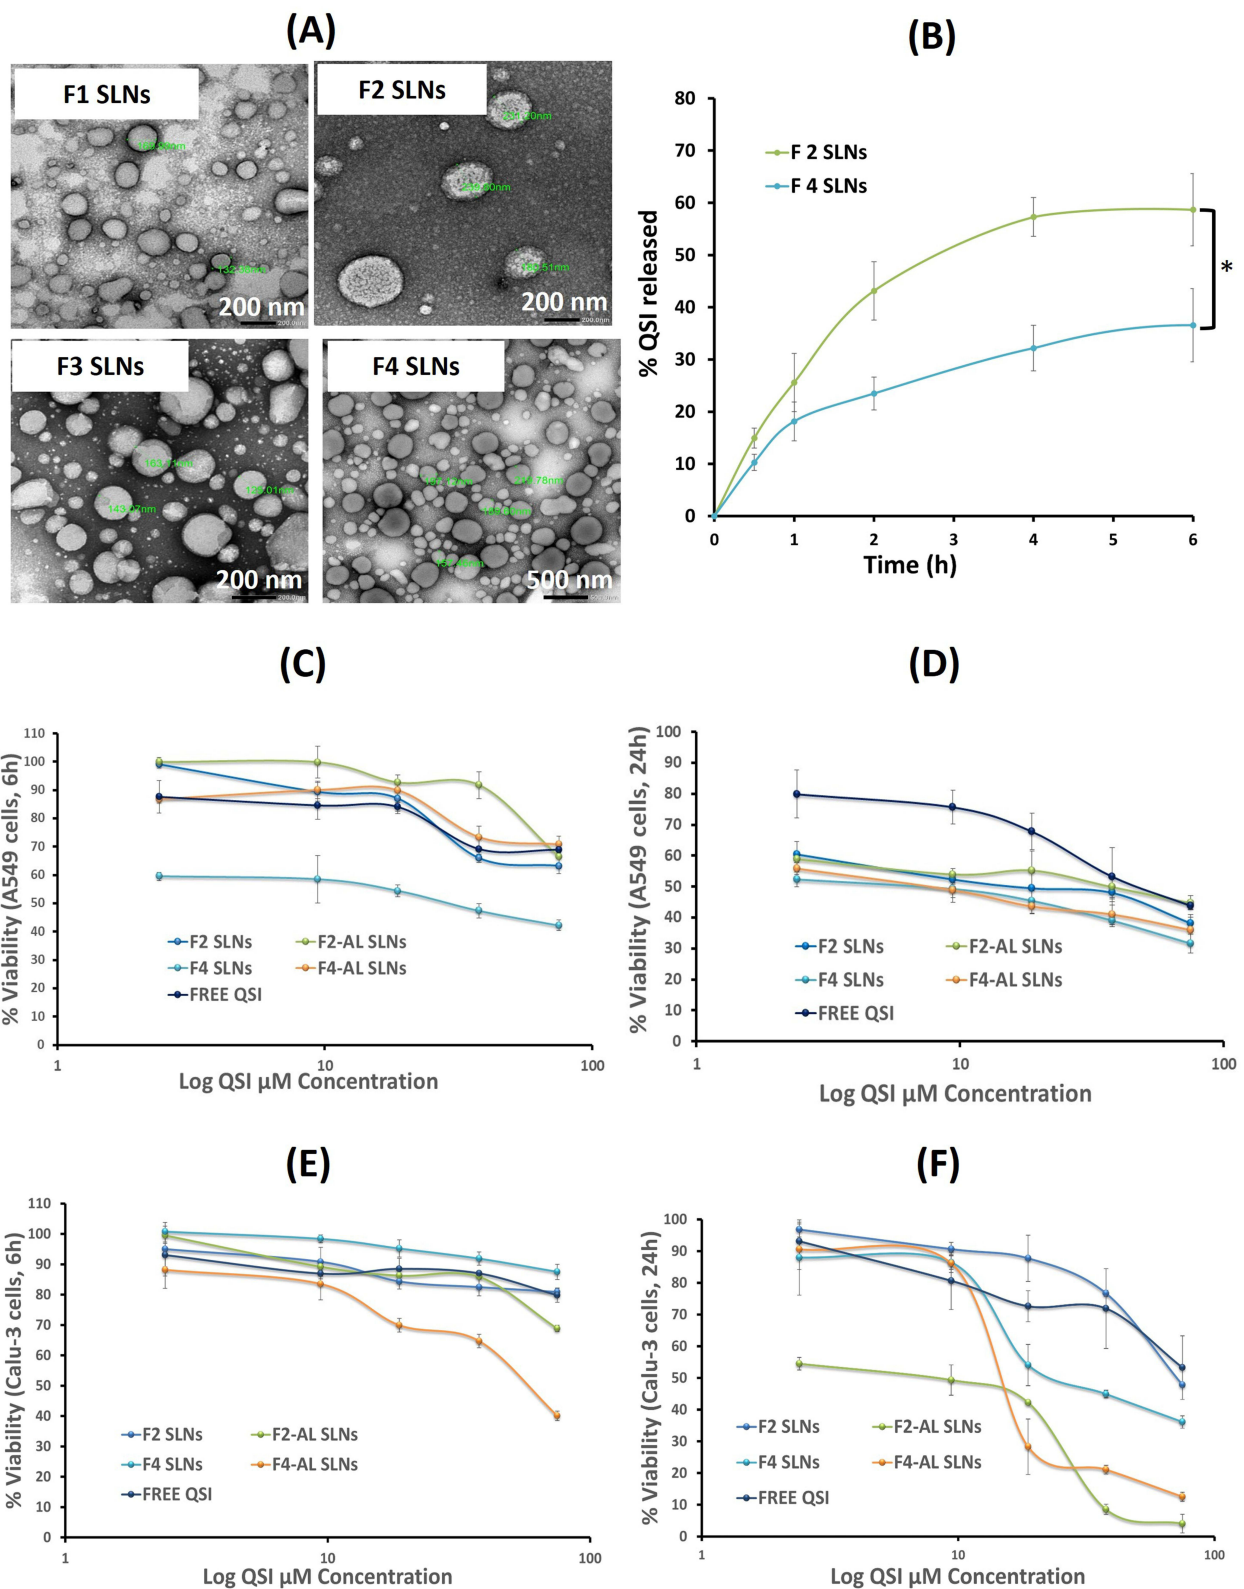 (A)
F1 SLNs
F2 SLNs
200 nm
200 nm
F3 SLNs
F4 SLNs
143.07nm
200 nm
500 nm
(B)
% QSI released
80
70
60
50
40
30
20
10
0
F 2 SLNs
F 4 SLNs
*
0 1 2 3 4 5 6
Time (h)
(C)
% Viability (A549 cells, 6h)
110
100
90
80
70
60
50
40
30
20
10
0
F2 SLNs F2-AL SLNs
F4 SLNs F4-AL SLNs
FREE QSI
1 10 100
Log QSI µM Concentration
(D)
% Viability (A549 cells, 24h)
100
90
80
70
60
50
40
30
20
10
0
F2 SLNs F2-AL SLNs
F4 SLNs F4-AL SLNs
FREE QSI
1 10 100
Log QSI µM Concentration
(E)
% Viability (Calu-3 cells, 6h)
110
100
90
80
70
60
50
40
30
20
10
0
F2 SLNs F2-AL SLNs
F4 SLNs F4-AL SLNs
FREE QSI
1 10 100
Log QSI µM Concentration
(F)
% Viability (Calu-3 cells, 24h)
100
90
80
70
60
50
40
30
20
10
0
F2 SLNs F2-AL SLNs
F4 SLNs F4-AL SLNs
FREE QSI
1 10 100
Log QSI µM Concentration